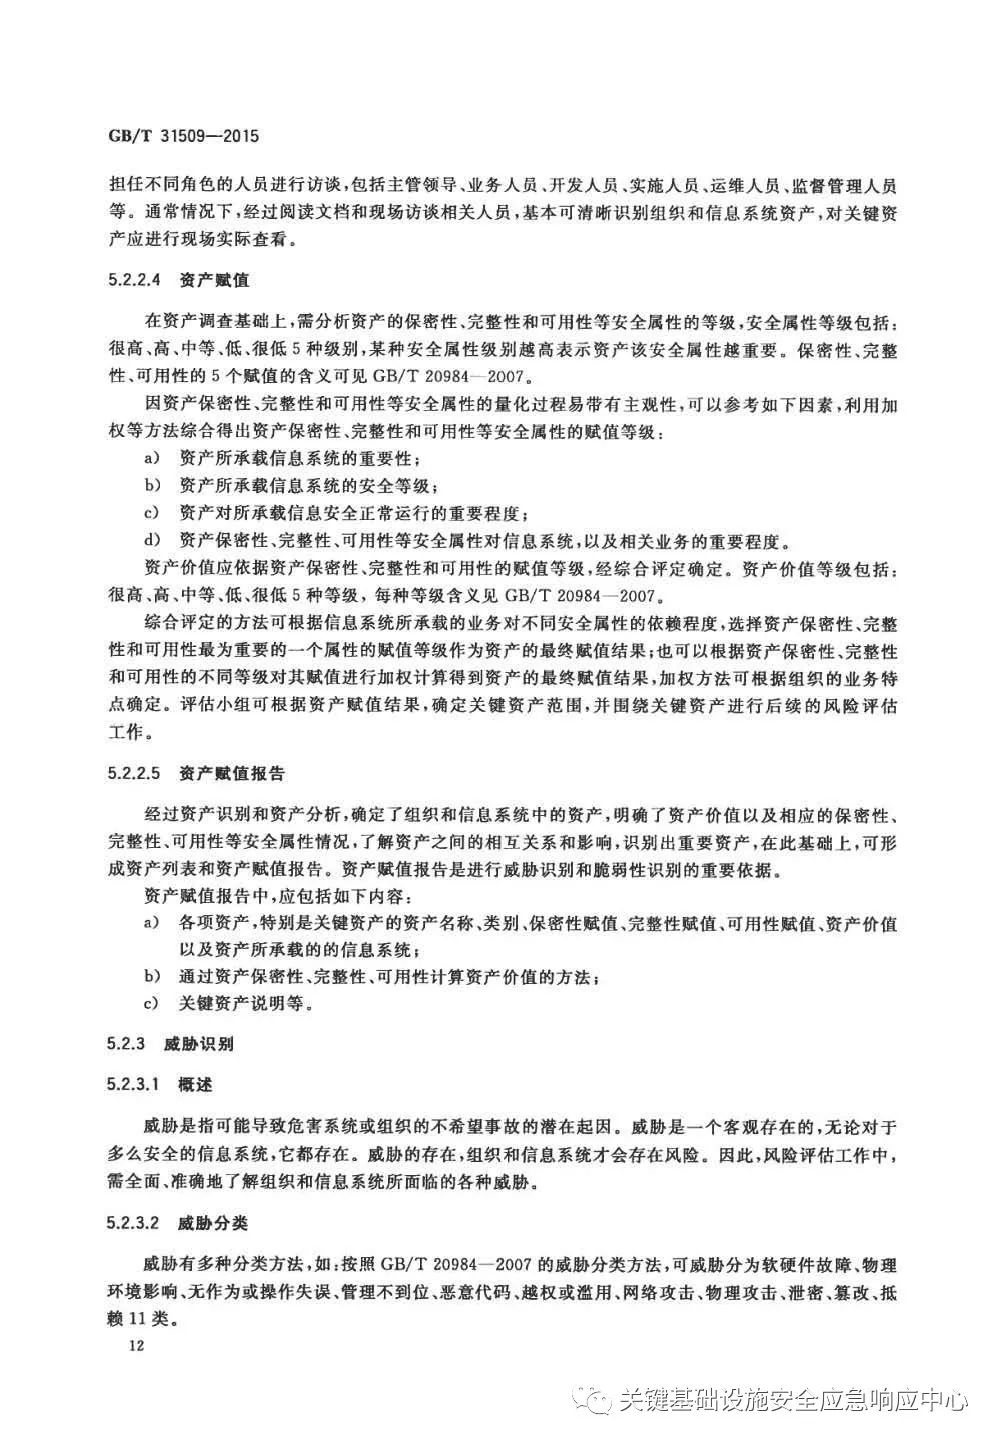 GB/T 31509—2015
担任不同角色的人员进行访谈,包括主管领导、业务人员、开发人员、实施人员、运维人员、监督管理人员
等。通常情况下,经过阅读文档和现场访谈相关人员,基本可清晰识别组织和信息系统资产,对关键资
产应进行现场实际查看。
5.2.2.4 资产赋值
在资产调查基础上,需分析资产的保密性、完整性和可用性等安全属性的等级,安全属性等级包括:
很高、高、中等、低、很低 5 种级别,某种安全属性级别越高表示资产该安全属性越重要。保密性、完整
性、可用性的 5 个赋值的含义可见 GB/T 20984—2007。
因资产保密性、完整性和可用性等安全属性的量化过程易带有主观性,可以参考如下因素,利用加
权等方法综合得出资产保密性、完整性和可用性等安全属性的赋值等级:
a) 资产所承载信息系统的重要性;
b) 资产所承载信息系统的安全等级;
c) 资产对所承载信息安全正常运行的重要程度;
d) 资产保密性、完整性、可用性等安全属性对信息系统,以及相关业务的重要程度。
资产价值应依据资产保密性、完整性和可用性的赋值等级,经综合评定确定。资产价值等级包括:
很高、高、中等、低、很低 5 种等级, 每种等级含义见 GB/T 20984—2007。
综合评定的方法可根据信息系统所承载的业务对不同安全属性的依赖程度,选择资产保密性、完整
性和可用性最为重要的一个属性的赋值等级作为资产的最终赋值结果;也可以根据资产保密性、完整性
和可用性的不同等级对其赋值进行加权计算得到资产的最终赋值结果,加权方法可根据组织的业务特
点确定。评估小组可根据资产赋值结果,确定关键资产范围,并围绕关键资产进行后续的风险评估
工作。
5.2.2.5 资产赋值报告
经过资产识别和资产分析,确定了组织和信息系统中的资产,明确了资产价值以及相应的保密性、
完整性、可用性等安全属性情况,了解资产之间的相互关系和影响,识别出重要资产,在此基础上,可形
成资产列表和资产赋值报告。资产赋值报告是进行威胁识别和脆弱性识别的重要依据。
资产赋值报告中,应包括如下内容:
a) 各项资产,特别是关键资产的资产名称、类别、保密性赋值、完整性赋值、可用性赋值、资产价值
以及资产所承载的的信息系统;
b) 通过资产保密性、完整性、可用性计算资产价值的方法;
c) 关键资产说明等。
5.2.3 威胁识别
5.2.3.1 概述
威胁是指可能导致危害系统或组织的不希望事故的潜在起因。威胁是一个客观存在的,无论对于
多么安全的信息系统,它都存在。威胁的存在,组织和信息系统才会存在风险。因此,风险评估工作中,
需全面、准确地了解组织和信息系统所面临的各种威胁。
5.2.3.2 威胁分类
威胁有多种分类方法,如:按照 GB/T 20984—2007 的威胁分类方法,可威胁分为软硬件故障、物理
环境影响、无作为或操作失误、管理不到位、恶意代码、越权或滥用、网络攻击、物理攻击、泄密、篡改、抵
赖 11 类。
12
关键基础设施安全应急响应中心